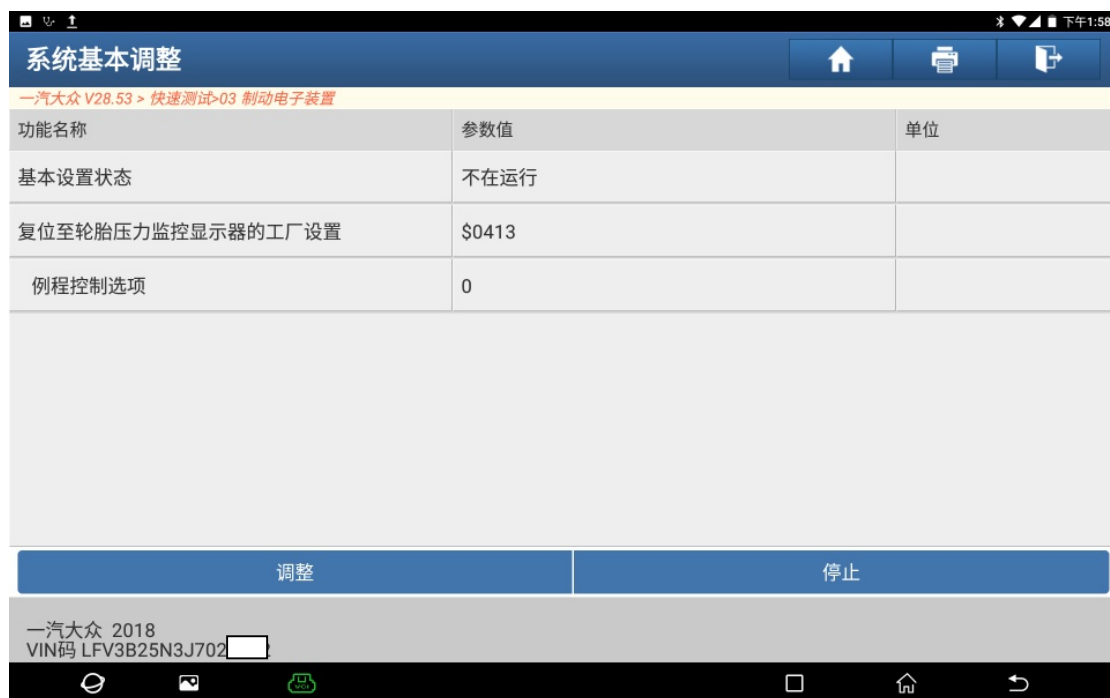 下午1:58
系统基本调整
一汽大众 V28.53 > 快速测试>03 制动电子装置
功能名称 参数值 单位
基本设置状态 不在运行
复位至轮胎压力监控显示器的工厂设置 $0413
例程控制选项 0
调整 停止
一汽大众 2018
VIN码 LFV3B25N3J702
VCI